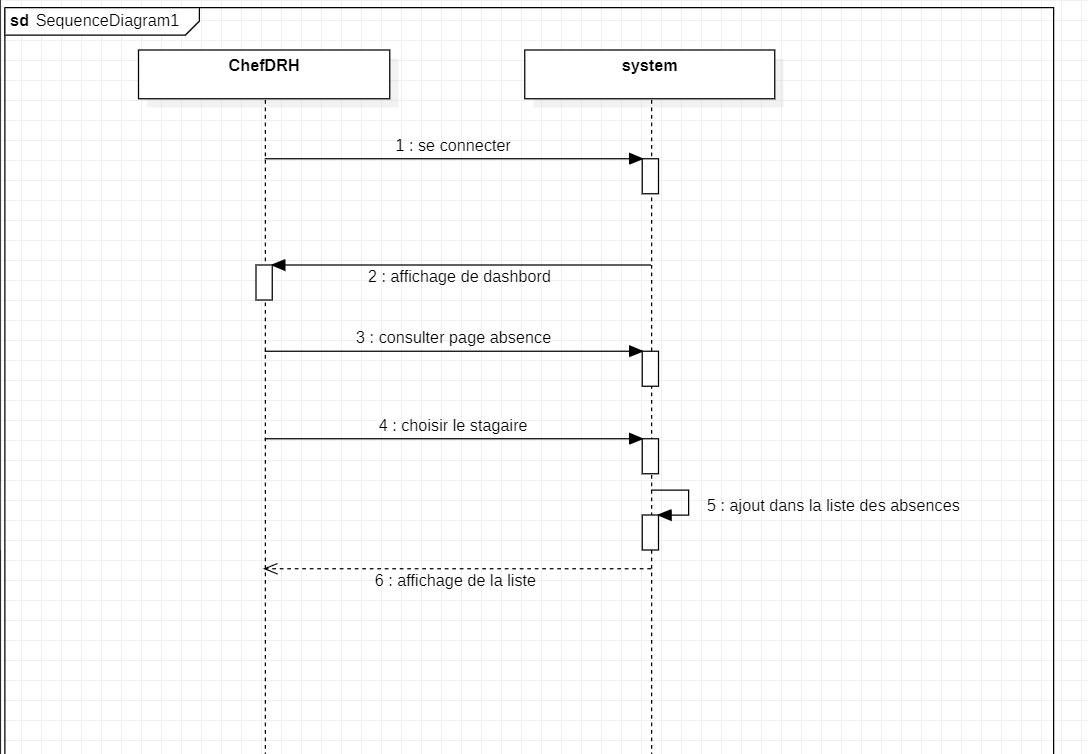 sd SequenceDiagram1
ChefDRH
system
1 : se connecter
2 : affichage de dashbord
3 : consulter page absence
4 : choisir le stagaire
5 : ajout dans la liste des absences
6 : affichage de la liste